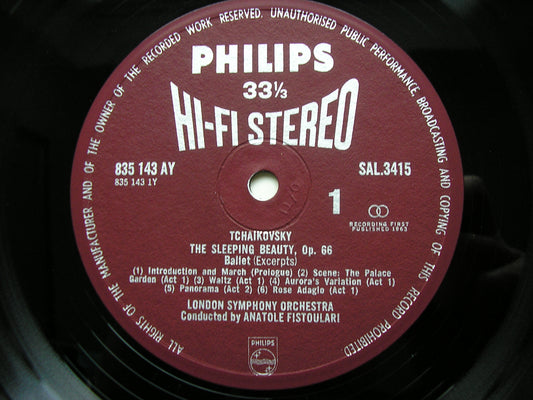 ALL RIGHTS OF THE MANUFACTURER AND OF THE OWNER OF THE RECORDED WORK RESERVED. UNAUTHORISED PUBLIC PERFORMANCE, BROADCASTING AND COPYING OF THIS RECORD PROHIBITED
PHILIPS
33⅓
HI-FI STEREO
835 143 AY
835 143 1Y
SAL.3415
1
RECORDING FIRST
PUBLISHED 1963
TCHAIKOVSKY
THE SLEEPING BEAUTY, Op. 66
Ballet (Excerpts)
(1) Introduction and March (Prologue) (2) Scene: The Palace
Garden (Act 1) (3) Waltz (Act 1) (4) Aurora's Variation (Act 1)
(5) Panorama (Act 2) (6) Rose Adagio (Act 1)
LONDON SYMPHONY ORCHESTRA
Conducted by ANATOLE FISTOULARI
PHILIPS